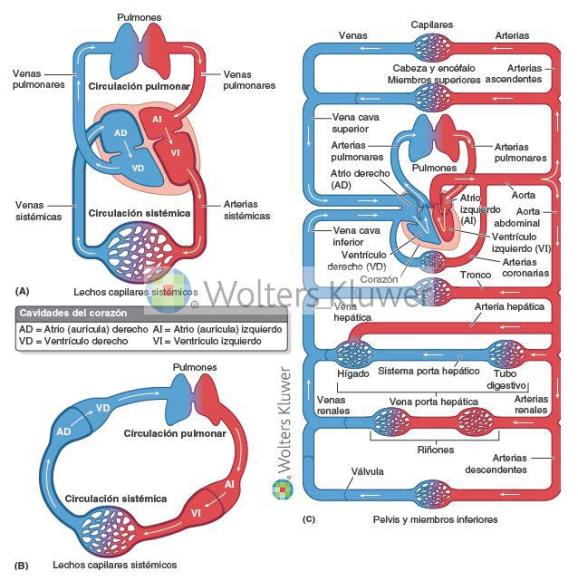 Pulmones
Venas
pulmonares
Circulación pulmonar
Venas
pulmonares
AD
AI
VD
VI
Venas
sistémicas
Circulación sistémica
Arterias
sistémicas
Lechos capilares sistémicos
(A)
Cavidades del corazón
AD = Atrio (aurícula) derecho AI = Atrio (aurícula) izquierdo
VD = Ventrículo derecho VI = Ventrículo izquierdo
Pulmones
VD
AD
Circulación pulmonar
Circulación sistémica
AI
VI
(B)
Lechos capilares sistémicos
Capilares
Venas
Arterias
Cabeza y encéfalo
Miembros superiores
Arterias
ascendentes
Vena cava
superior
Arterias
pulmonares
Pulmones
Arterias
pulmonares
Atrio derecho
(AD)
Atrio
izquierdo
(AI)
Aorta
Aorta
abdominal
Vena cava
inferior
Ventrículo
derecho (VD)
Corazón
Ventrículo
izquierdo (VI)
Arterias
coronarias
Tronco
Vena
hepática
Arteria hepática
Hígado
Sistema porta hepático
Tubo
digestivo
Vena porta hepática
Venas
renales
Arterias
renales
Riñones
Válvula
Arterias
descendentes
(C)
Pelvis y miembros inferiores
® Wolters Kluwer
® Wolters Kluwer